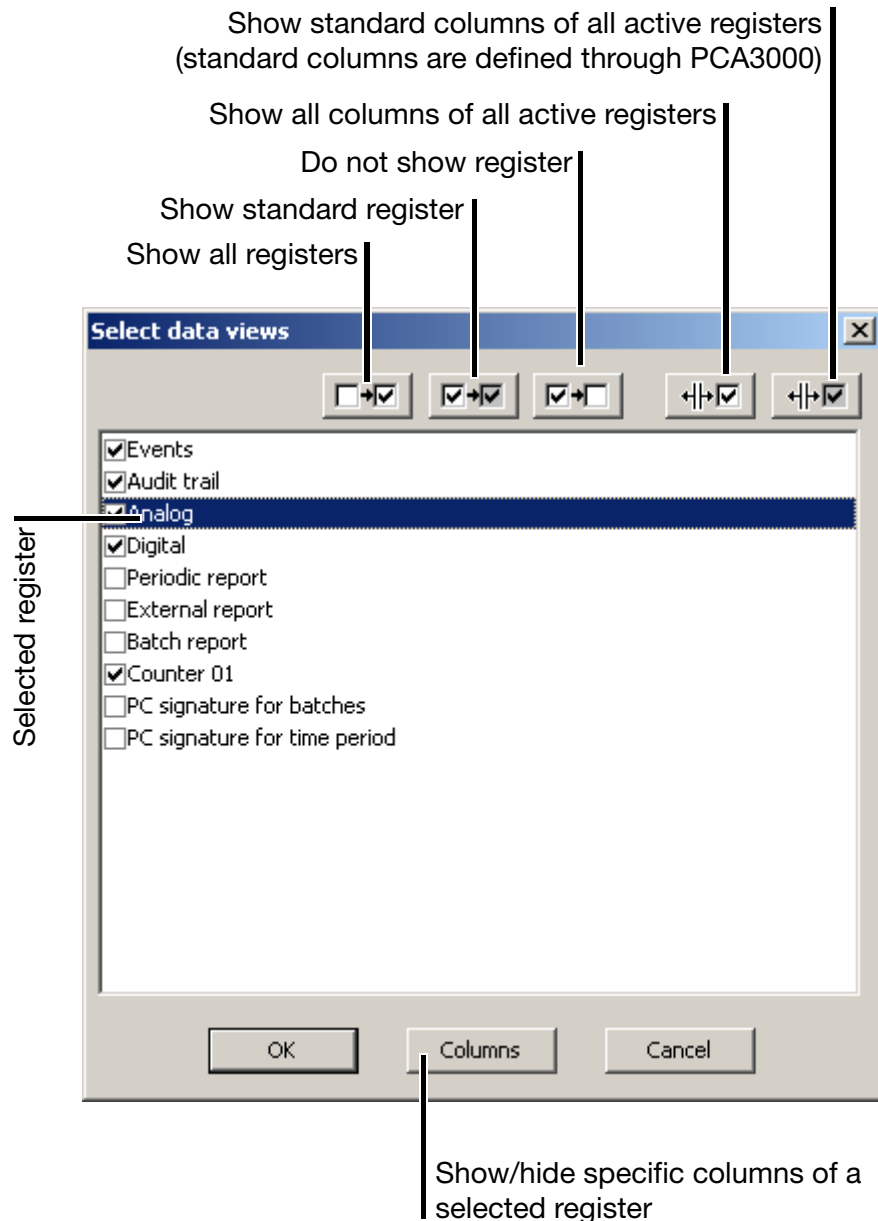 Show standard columns of all active registers
(standard columns are defined through PCA3000)
Show all columns of all active registers
Do not show register
Show standard register
Show all registers
Select data views
Events
Audit trail
Analog
Digital
Periodic report
External report
Batch report
Counter 01
PC signature for batches
PC signature for time period
Selected register
OK Columns Cancel
Show/hide specific columns of a
selected register